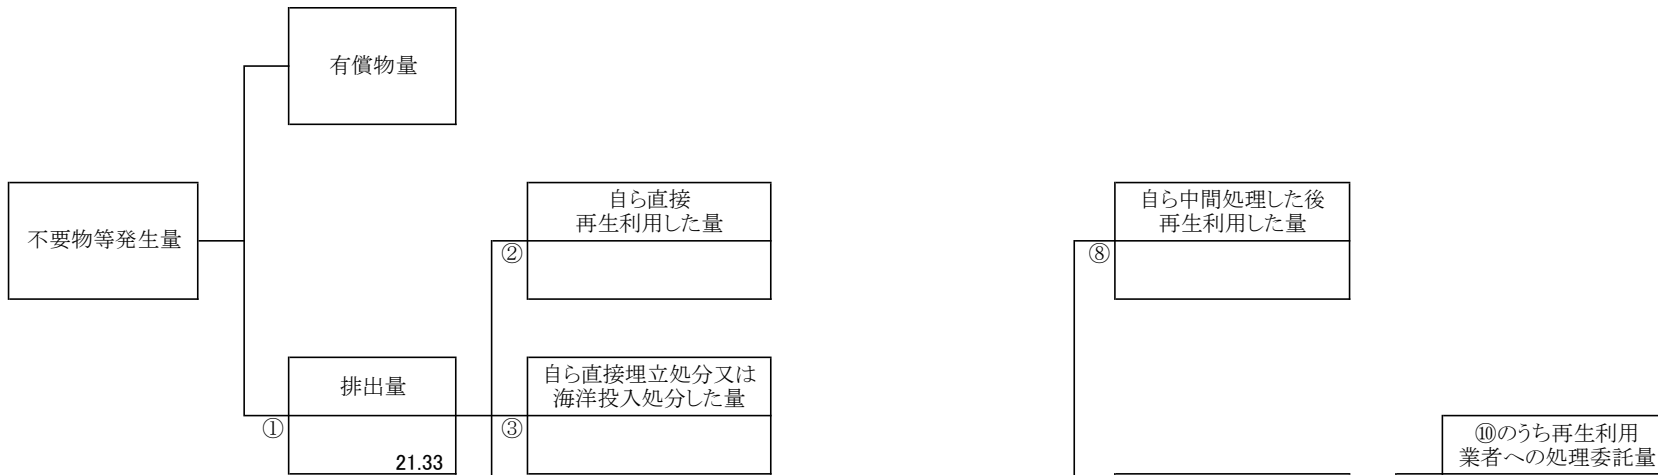 有償物量
不要物等発生量
自ら直接
再生利用した量
②
自ら中間処理した後
再生利用した量
⑧
排出量
①
21.33
自ら直接埋立処分又は
海洋投入処分した量
③
⑩のうち再生利用
業者への処理委託量